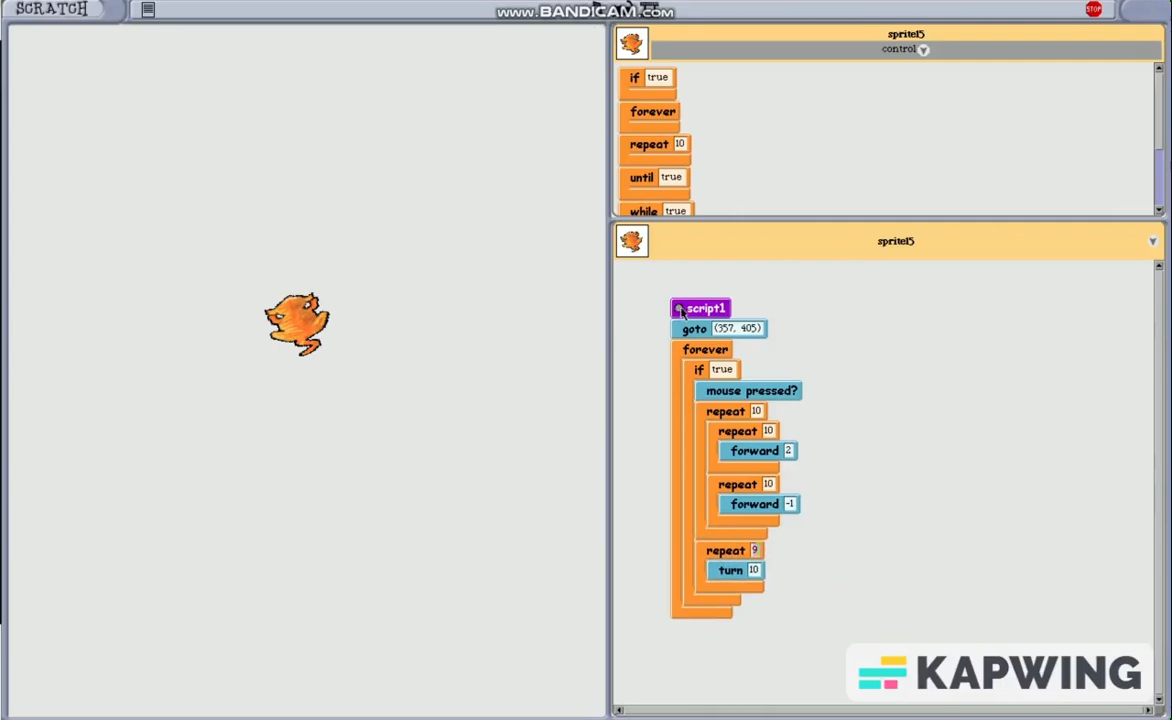 SCRATCH
www.BANDICAM.com
STOP
sprite15
control
if true
forever
repeat 10
until true
while true
sprite15
script1
goto (357, 405)
forever
if true
mouse pressed?
repeat 10
repeat 10
forward 2
repeat 10
forward -1
repeat 9
turn 10
KAPWING